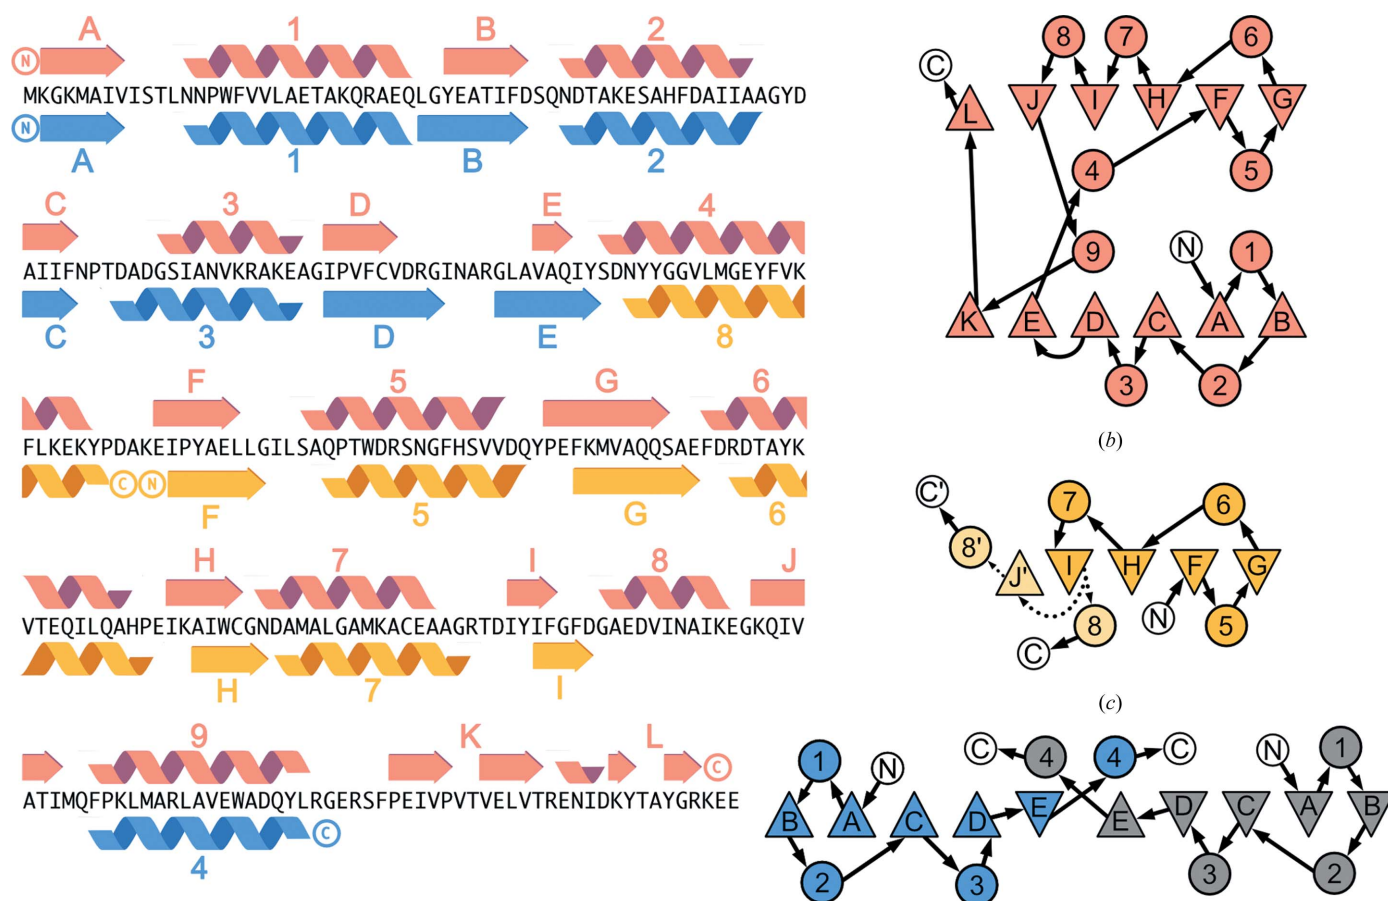 A 1 B 2
N
MKGKMAIVISTLNNPWFVVLAETAKQRAEQLGYEATIFDSQNDTAKESAHFDAIIAAGYD
N
A 1 B 2
C 3 D E 4
AIIFNPTDADGSIANVKRAKEAGIPVFCVDRGINARGLAVAQIYSDNYYGGVLMGEYFVK
C 3 D E 8
F 5 G 6
FLKEKYPDAKEIPYAELLGILSAQPTWDRSNGFHSVVDQYPEFKMVAQQSAEFDRDTAYK
C N
F 5 G 6
H 7 I 8 J
VTEQILQAHPEIKAIWCGNDAMALGAMKACEAAGRTDIYIFGFDGAEDVINAIKEGKQIV
H 7 I
9 K L
C
ATIMQFPKLMARLAVEWADQYLRGERSFPEIVPVTVELVTRENIDKYTAYGRKEE
C
4
8 7 6
C
L J I H F G
4 5
9 N 1
K E D C A B
3 2
(b)
C' 7 6
8'
J' I H F G
C 8 N 5
(c)
1 N C 4 4 C N 1
B A C D E E D C A B
2 3 3 2